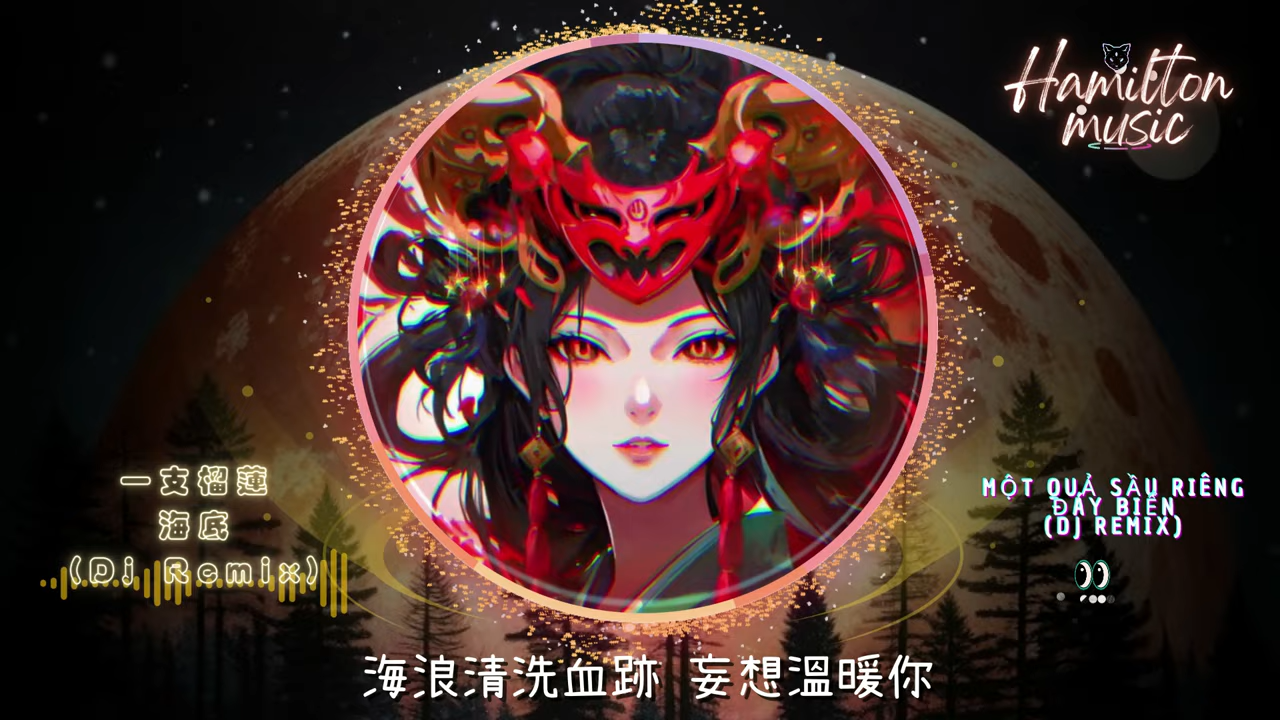 Hamilton
music
一支榴蓮
海底
(Dj Remix)
MỘT QUẢ SẦU RIÊNG
ĐÁY BIỂN
(DJ REMIX)
海浪清洗血跡 妄想溫暖你